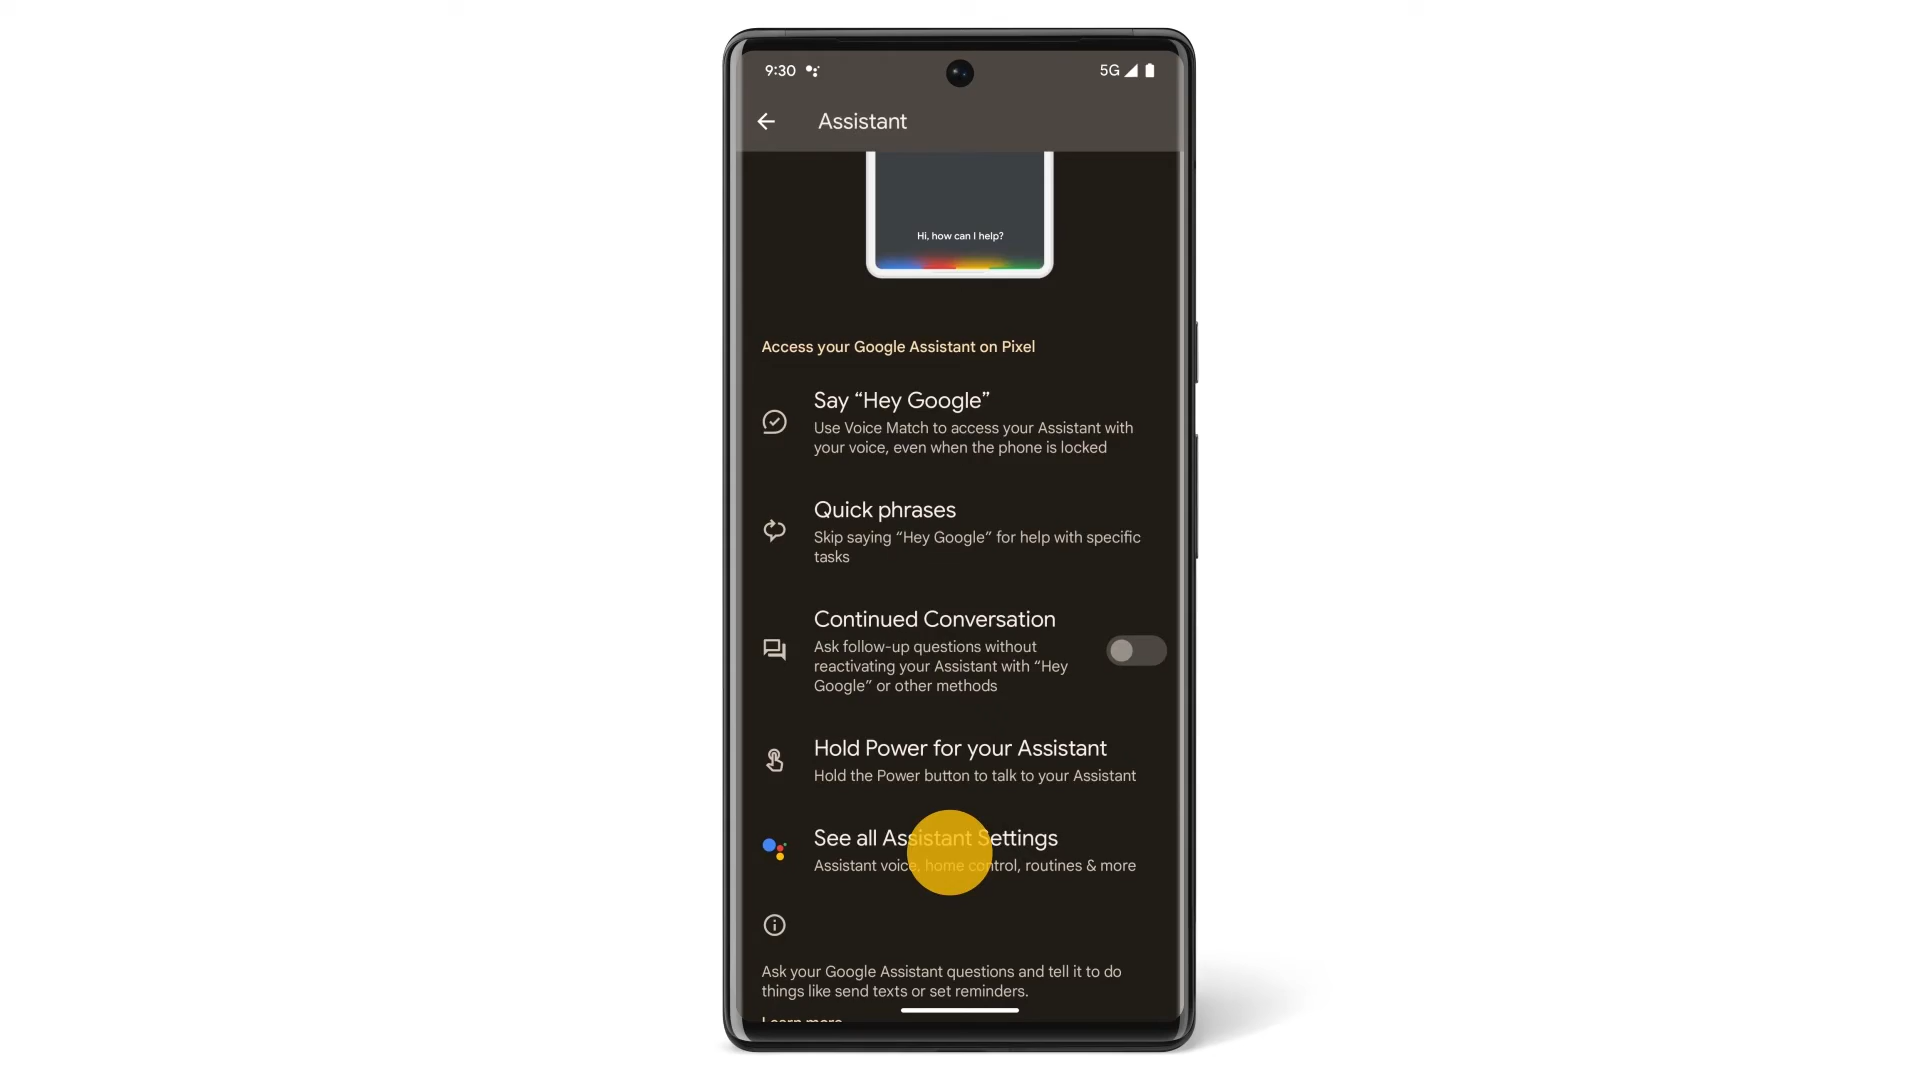 9:30
5G
Assistant
Hi, how can I help?
Access your Google Assistant on Pixel
Say “Hey Google”
Use Voice Match to access your Assistant with
your voice, even when the phone is locked
Quick phrases
Skip saying “Hey Google” for help with specific
tasks
Continued Conversation
Ask follow-up questions without
reactivating your Assistant with “Hey
Google” or other methods
Hold Power for your Assistant
Hold the Power button to talk to your Assistant
See all Assistant Settings
Assistant voice, home control, routines & more
Ask your Google Assistant questions and tell it to do
things like send texts or set reminders.
Learn more